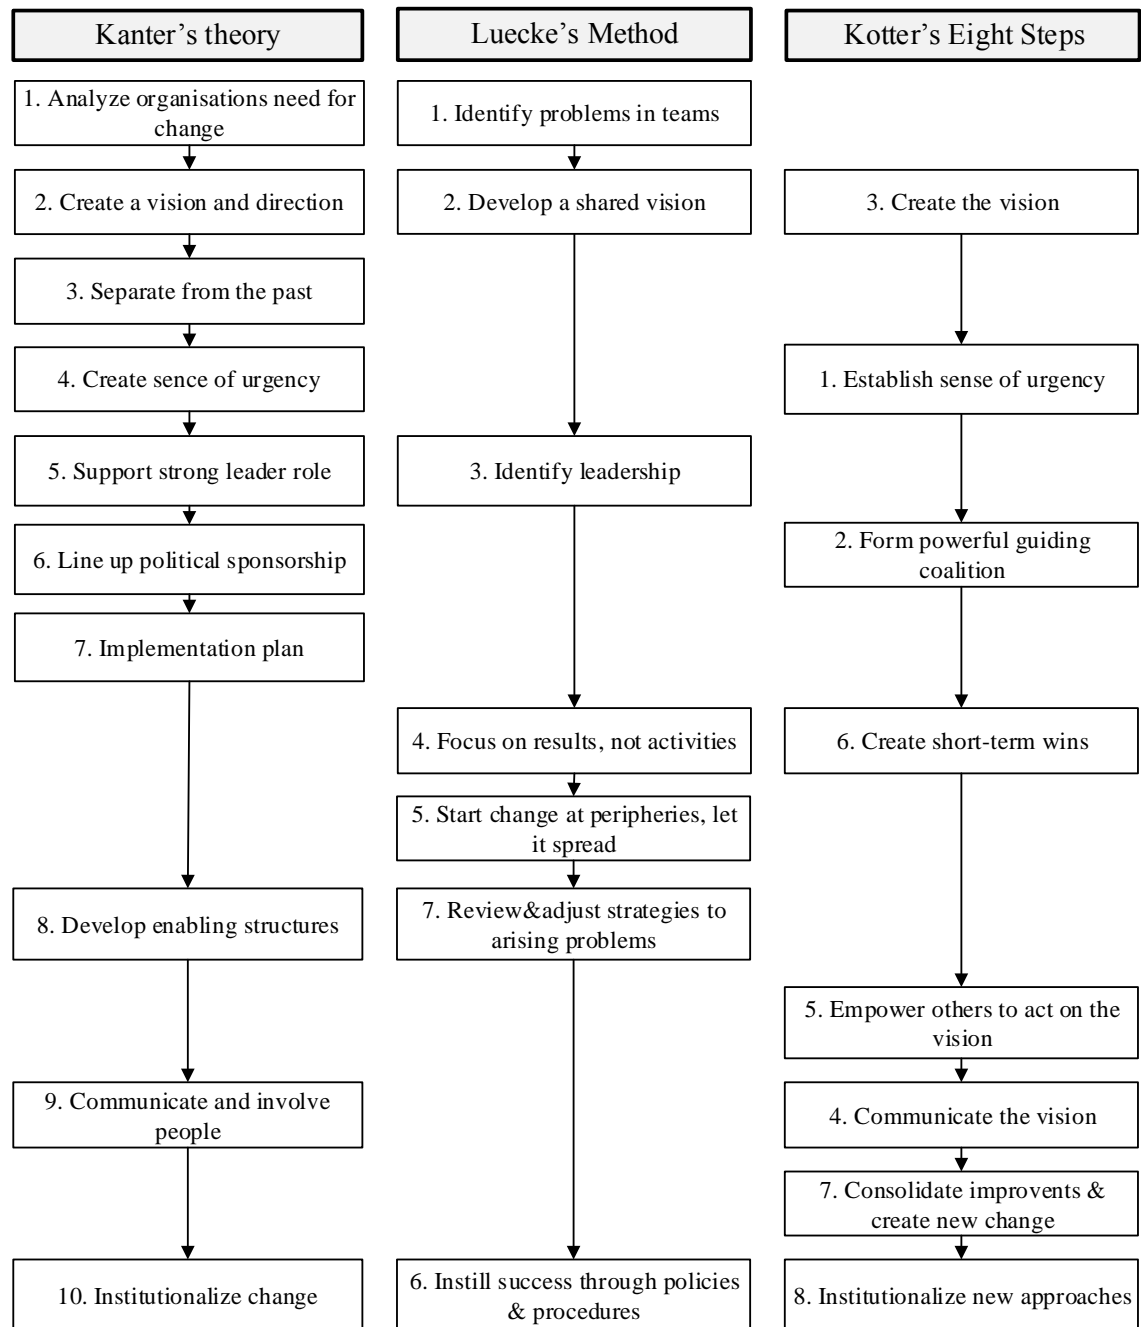 Kanter’s theory
Luecke’s Method
Kotter’s Eight Steps
1. Analyze organisations need for
change
1. Identify problems in teams
2. Create a vision and direction
2. Develop a shared vision
3. Create the vision
3. Separate from the past
4. Create sence of urgency
1. Establish sense of urgency
5. Support strong leader role
3. Identify leadership
6. Line up political sponsorship
2. Form powerful guiding
coalition
7. Implementation plan
4. Focus on results, not activities
6. Create short-term wins
5. Start change at peripheries, let
it spread
8. Develop enabling structures
7. Review&adjust strategies to
arising problems
5. Empower others to act on the
vision
9. Communicate and involve
people
4. Communicate the vision
7. Consolidate improvents &
create new change
10. Institutionalize change
6. Instill success through policies
& procedures
8. Institutionalize new approaches